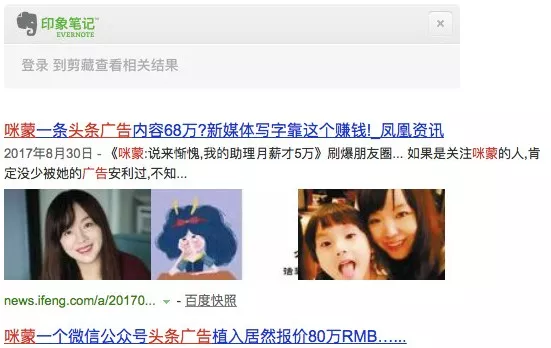 印象笔记™
EVERNOTE
×
登录 到剪藏查看相关结果
咪蒙一条头条广告内容68万?新媒体写字靠这个赚钱!_凤凰资讯
2017年8月30日 - 《咪蒙:说来惭愧,我的助理月薪才5万》刷爆朋友圈... 如果是关注咪蒙的人,肯
定没少被她的广告安利过,不知...
news.ifeng.com/a/20170... - 百度快照
咪蒙一个微信公众号头条广告植入居然报价80万RMB…...